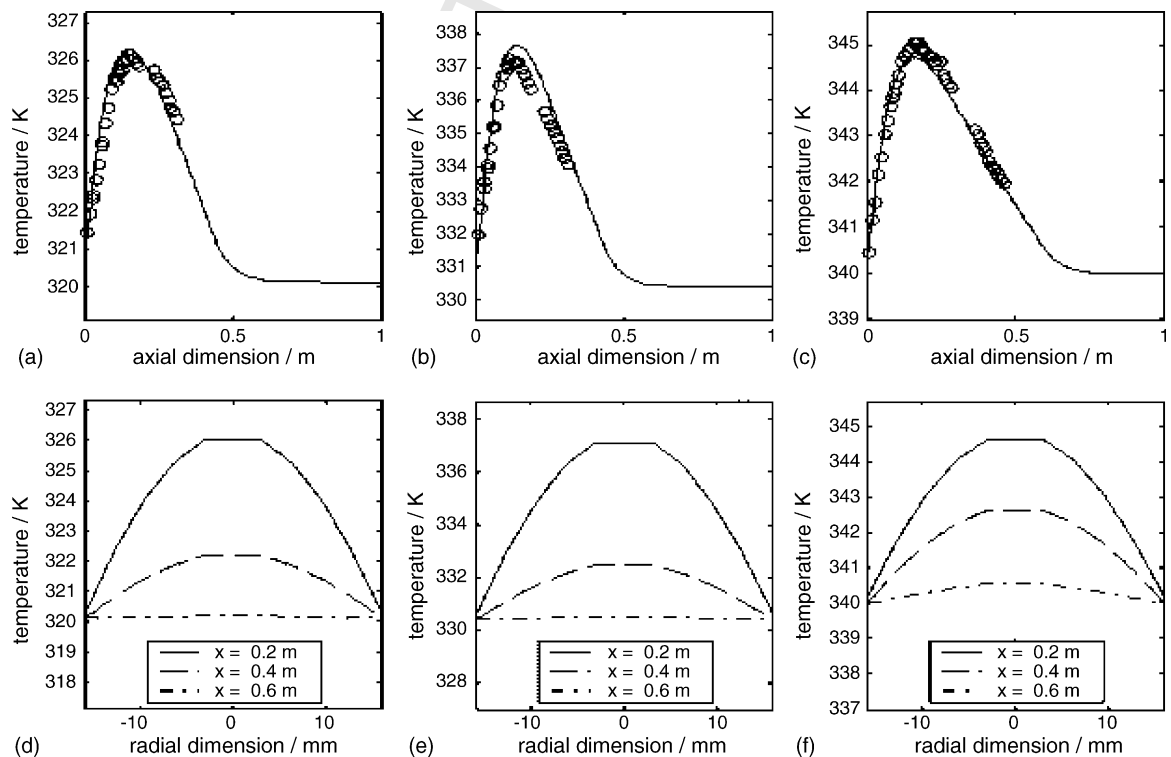 temperature / K
327
326
325
324
323
322
321
320
0 0.5 1
(a) axial dimension / m
temperature / K
338
337
336
335
334
333
332
331
330
0 0.5 1
(b) axial dimension / m
temperature / K
345
344
343
342
341
340
339
0 0.5 1
(c) axial dimension / m
temperature / K
327
326
325
324
323
322
321
320
319
318
x = 0.2 m
x = 0.4 m
x = 0.6 m
-10 0 10
(d) radial dimension / mm
temperature / K
338
336
335
333
332
330
329
327
x = 0.2 m
x = 0.4 m
x = 0.6 m
-10 0 10
(e) radial dimension / mm
temperature / K
345
344
343
342
341
340
339
338
337
x = 0.2 m
x = 0.4 m
x = 0.6 m
-10 0 10
(f) radial dimension / mm